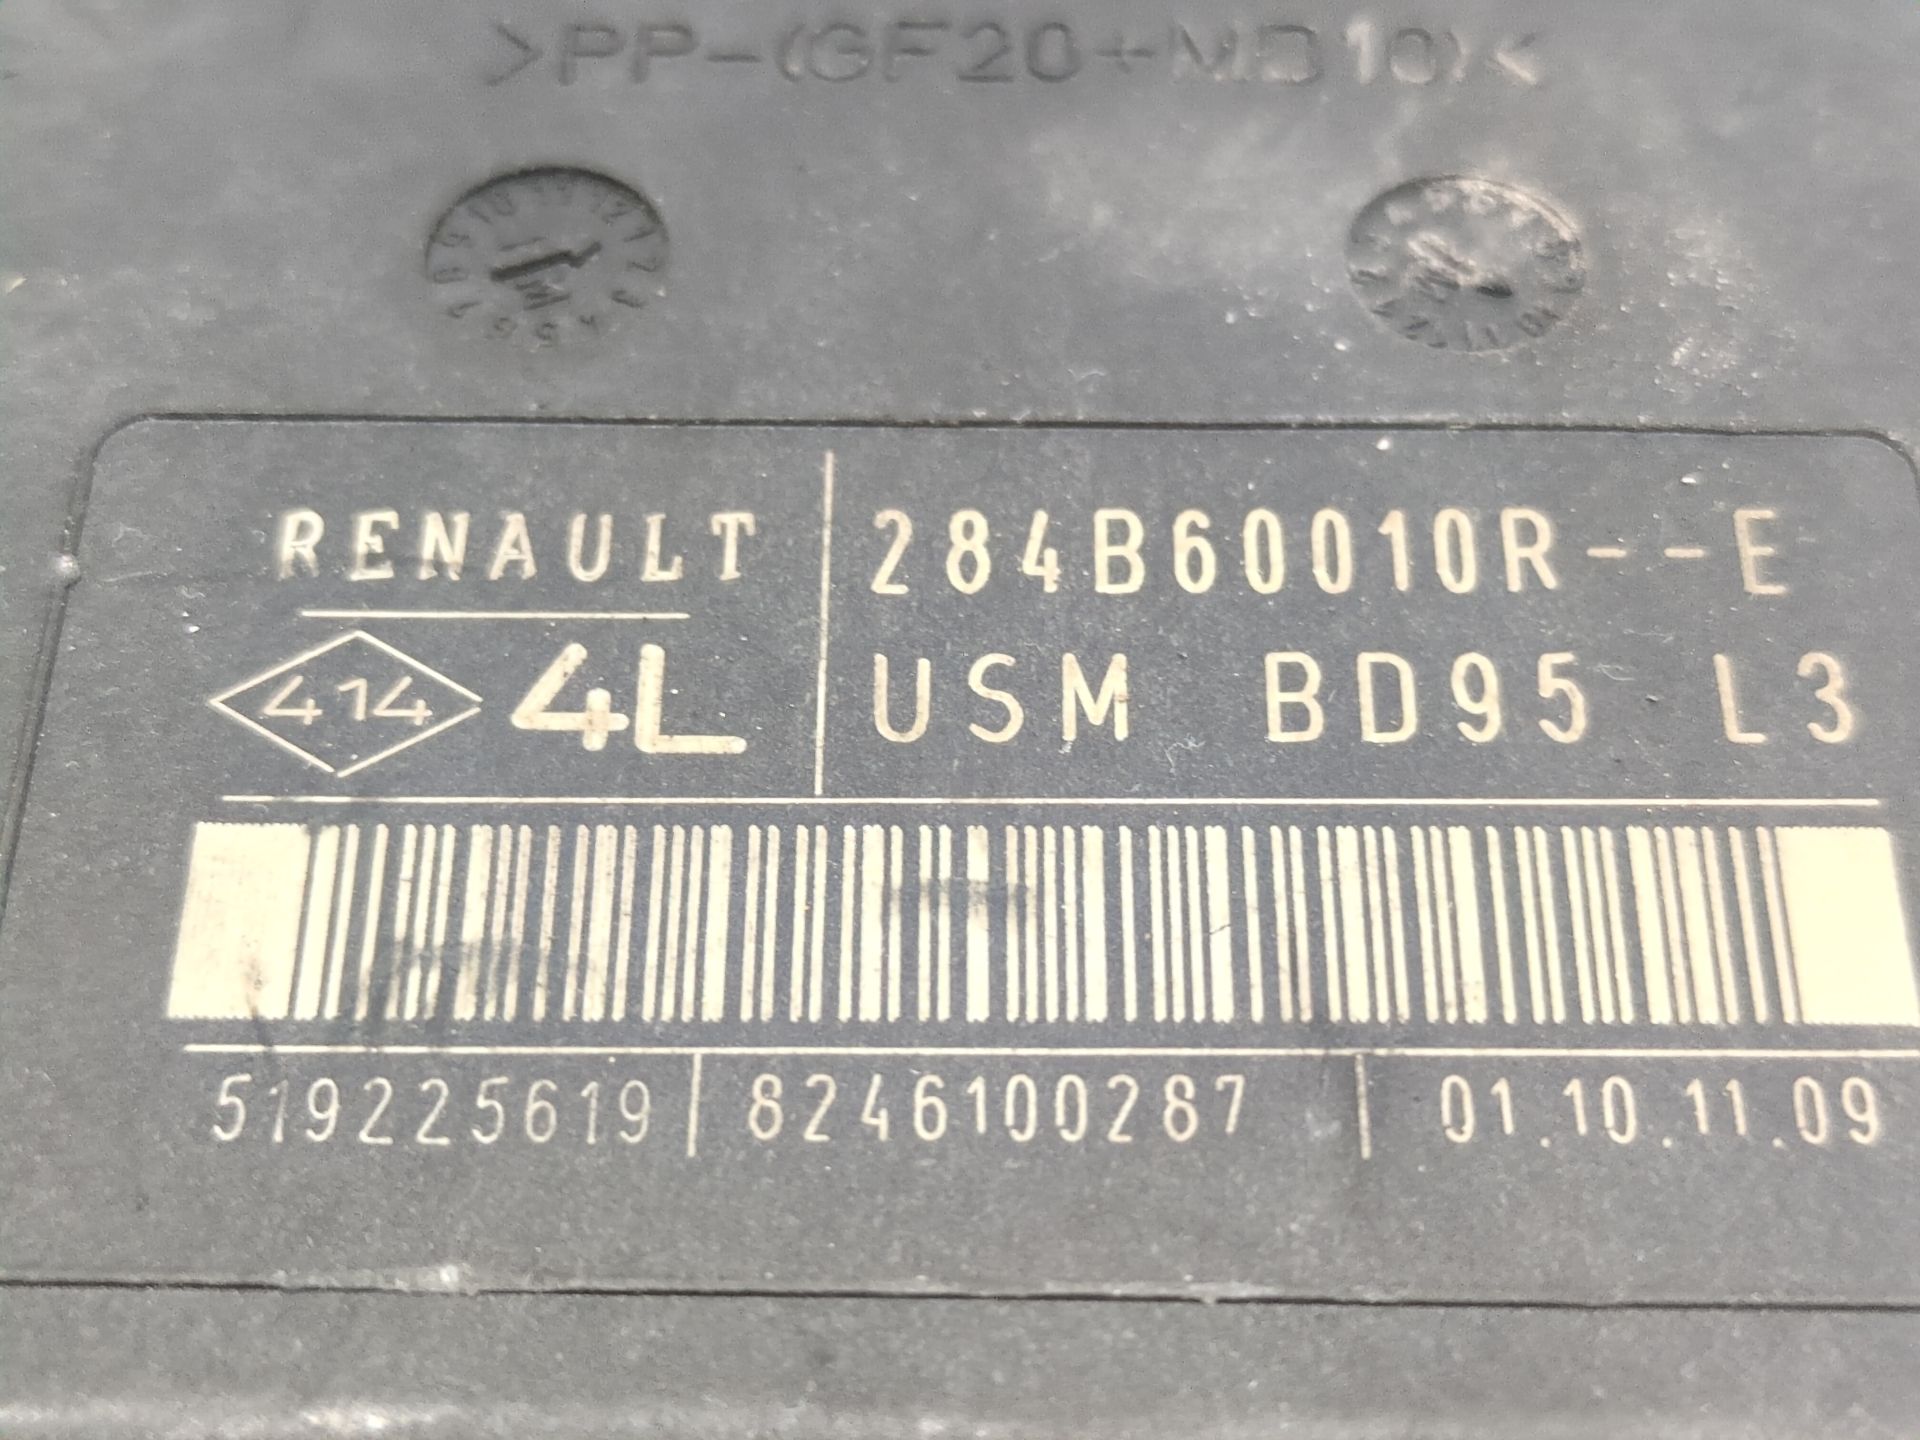 >PP-(GF20+MD10)<
RENAULT
284B60010R--E
414 4L
USM BD95 L3
519225619 | 8246100287 | 01.10.11.09